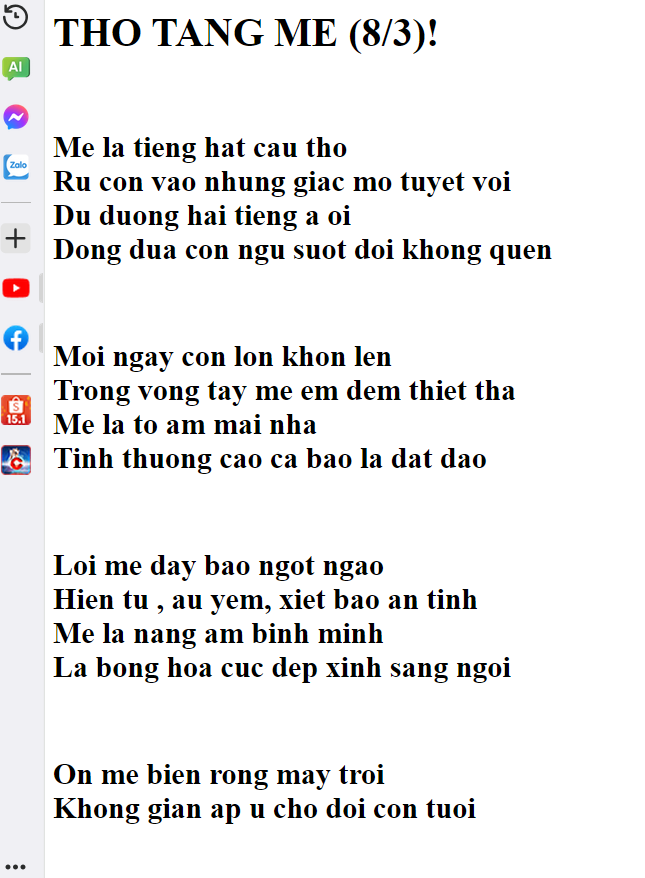 THO TANG ME (8/3)!
Me la tieng hat cau tho
Ru con vao nhung giac mo tuyet voi
Du duong hai tieng a oi
Dong dua con ngu suot doi khong quen
Moi ngay con lon khon len
Trong vong tay me em dem thiet tha
Me la to am mai nha
Tinh thuong cao ca bao la dat dao
Loi me day bao ngot ngao
Hien tu , au yem, xiet bao an tinh
Me la nang am binh minh
La bong hoa cuc dep xinh sang ngoi
On me bien rong may troi
Khong gian ap u cho doi con tuoi
AI
Zalo
S
15.1